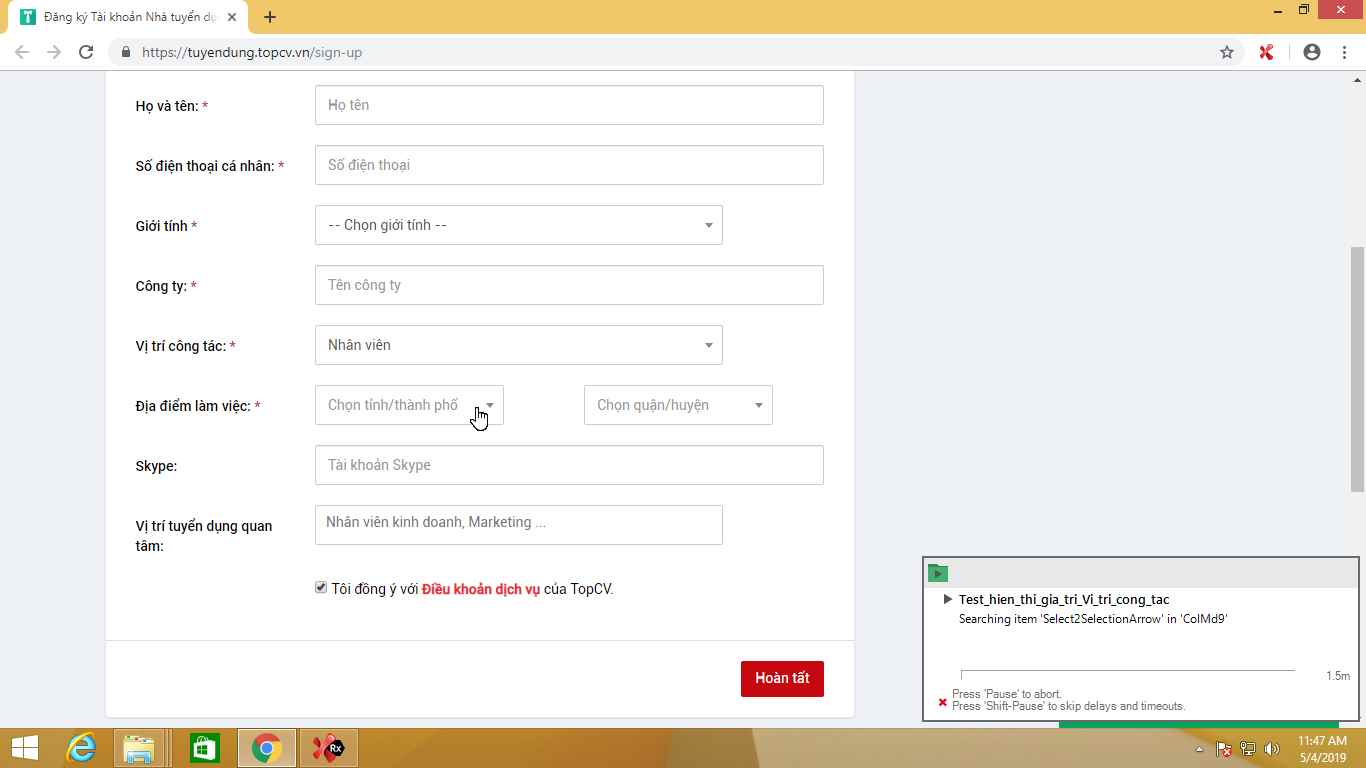 Đăng ký Tài khoản Nhà tuyển dụ
https://tuyendung.topcv.vn/sign-up
Họ và tên: *
Họ tên
Số điện thoại cá nhân: *
Số điện thoại
Giới tính *
-- Chọn giới tính --
Công ty: *
Tên công ty
Vị trí công tác: *
Nhân viên
Địa điểm làm việc: *
Chọn tỉnh/thành phố
Chọn quận/huyện
Skype:
Tài khoản Skype
Vị trí tuyển dụng quan
tâm:
Nhân viên kinh doanh, Marketing ...
Tôi đồng ý với Điều khoản dịch vụ của TopCV.
Hoàn tất
Test_hien_thi_gia_tri_Vi_tri_cong_tac
Searching item 'Select2SelectionArrow' in 'ColMd9'
1.5m
Press 'Pause' to abort.
Press 'Shift-Pause' to skip delays and timeouts.
Rx
11:47 AM
5/4/2019